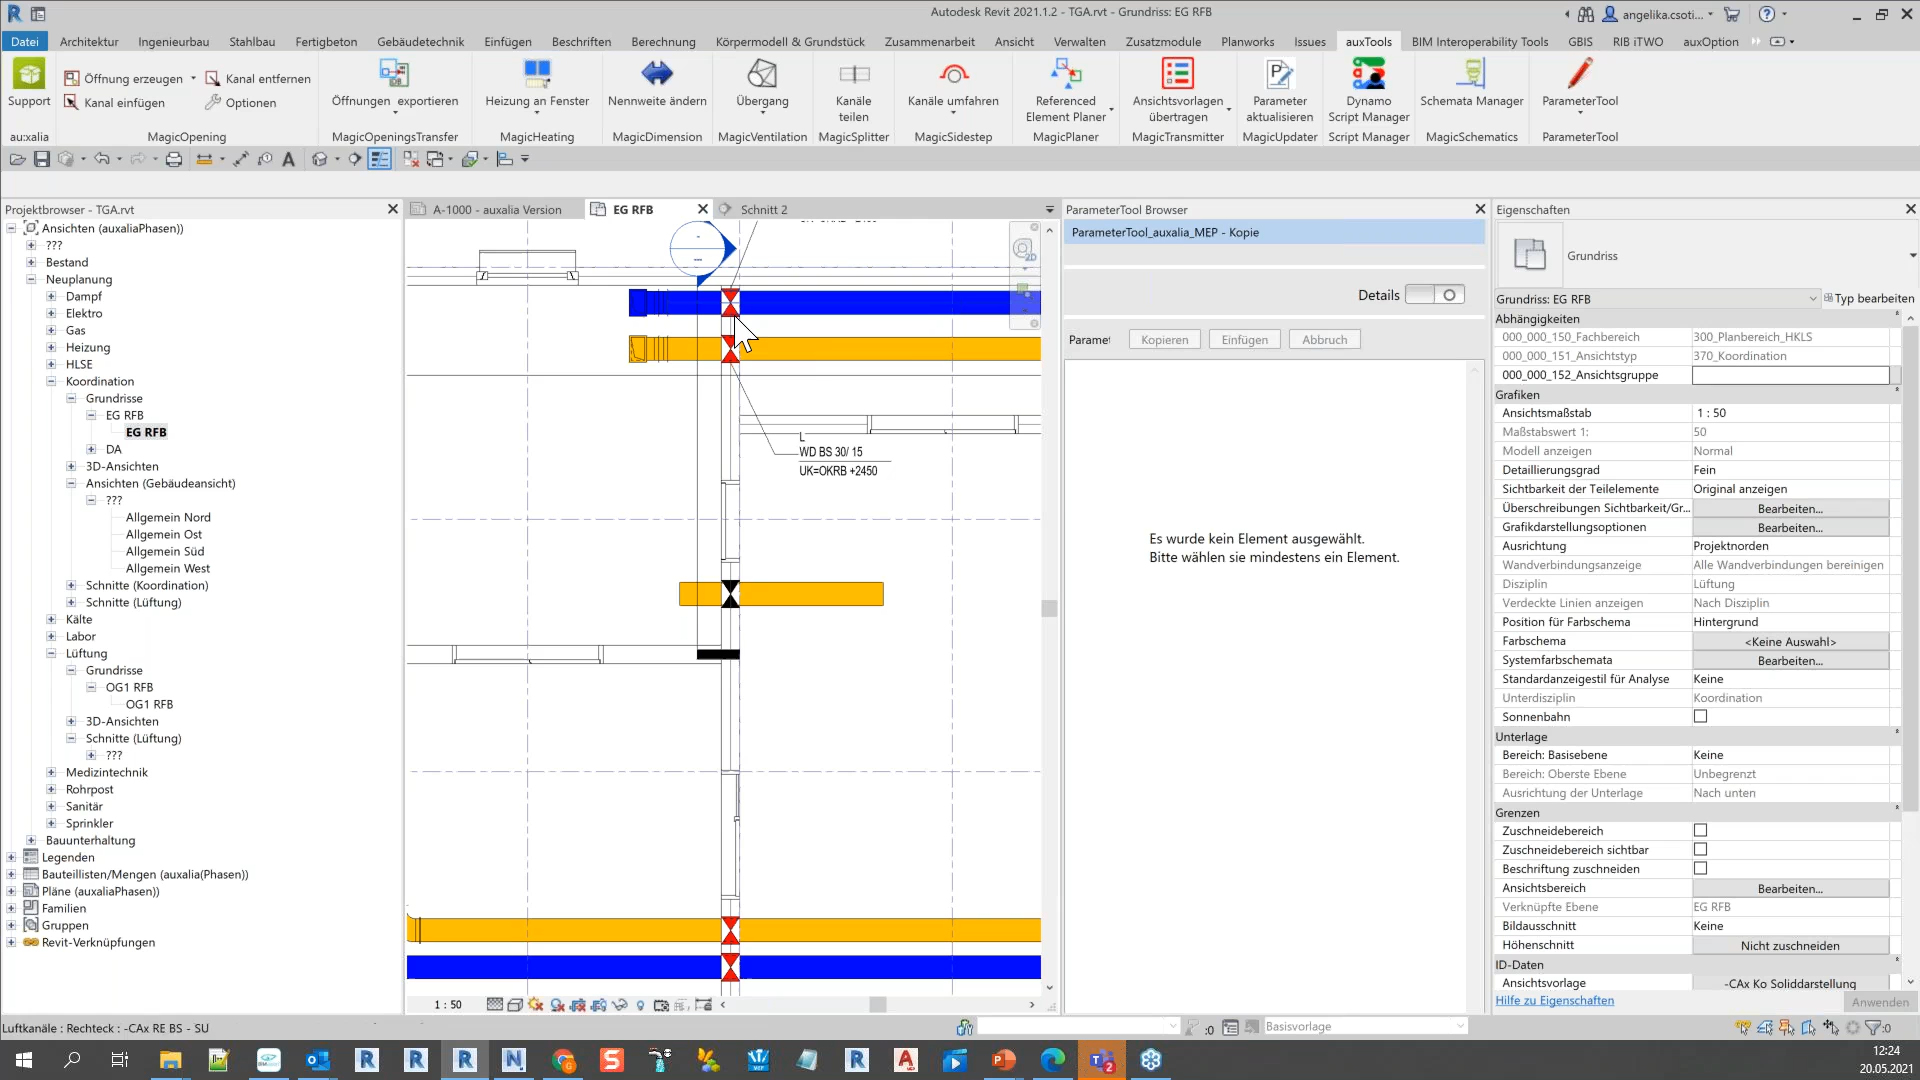 Autodesk Revit 2021.1.2 - TGA.rvt - Grundriss: EG RFB
angelika.csoti...
Datei Architektur Ingenieurbau Stahlbau Fertigbeton Gebäudetechnik Einfügen Beschriften Berechnung Körpermodell & Grundstück Zusammenarbeit Ansicht Verwalten Zusatzmodule Planworks Issues auxTools BIM Interoperability Tools GBIS RIB iTWO auxOption
Support
au:xalia
Öffnung erzeugen
Kanal einfügen
Kanal entfernen
Optionen
MagicOpening
Öffnungen exportieren
MagicOpeningsTransfer
Heizung an Fenster
MagicHeating
Nennweite ändern
MagicDimension
Übergang
MagicVentilation
Kanäle teilen
MagicSplitter
Kanäle umfahren
MagicSidestep
Referenced Element Planer
MagicPlaner
Ansichtsvorlagen übertragen
MagicTransmitter
Parameter aktualisieren
MagicUpdater
Dynamo Script Manager
Script Manager
Schemata Manager
MagicSchematics
ParameterTool
ParameterTool
Projektbrowser - TGA.rvt
Ansichten (auxaliaPhasen))
???
Bestand
Neuplanung
Dampf
Elektro
Gas
Heizung
HLSE
Koordination
Grundrisse
EG RFB
EG RFB
DA
3D-Ansichten
Ansichten (Gebäudeansicht)
???
Allgemein Nord
Allgemein Ost
Allgemein Süd
Allgemein West
Schnitte (Koordination)
Schnitte (Lüftung)
Kälte
Labor
Lüftung
Grundrisse
OG1 RFB
OG1 RFB
3D-Ansichten
Schnitte (Lüftung)
???
Medizintechnik
Rohrpost
Sanitär
Sprinkler
Bauunterhaltung
Legenden
Bauteillisten/Mengen (auxalia(Phasen))
Pläne (auxaliaPhasen))
Familien
Gruppen
Revit-Verknüpfungen
A-1000 - auxalia Version
EG RFB
Schnitt 2
2D
L
WD BS 30/ 15
UK=OKRB +2450
1 : 50
ParameterTool Browser
ParameterTool_auxalia_MEP - Kopie
Details
Paramet
Kopieren Einfügen Abbruch
Es wurde kein Element ausgewählt.
Bitte wählen sie mindestens ein Element.
Eigenschaften
Grundriss
Grundriss: EG RFB
Typ bearbeiten
Abhängigkeiten
000_000_150_Fachbereich 300_Planbereich_HKLS
000_000_151_Ansichtstyp 370_Koordination
000_000_152_Ansichtsgruppe
Grafiken
Ansichtsmaßstab 1 : 50
Maßstabswert 1: 50
Modell anzeigen Normal
Detaillierungsgrad Fein
Sichtbarkeit der Teilelemente Original anzeigen
Überschreibungen Sichtbarkeit/Gr... Bearbeiten...
Grafikdarstellungsoptionen Bearbeiten...
Ausrichtung Projektnorden
Wandverbindungsanzeige Alle Wandverbindungen bereinigen
Disziplin Lüftung
Verdeckte Linien anzeigen Nach Disziplin
Position für Farbschema Hintergrund
Farbschema <Keine Auswahl>
Systemfarbschemata Bearbeiten...
Standardanzeigestil für Analyse Keine
Unterdisziplin Koordination
Sonnenbahn
Unterlage
Bereich: Basisebene Keine
Bereich: Oberste Ebene Unbegrenzt
Ausrichtung der Unterlage Nach unten
Grenzen
Zuschneidebereich
Zuschneidebereich sichtbar
Beschriftung zuschneiden
Ansichtsbereich Bearbeiten...
Verknüpfte Ebene EG RFB
Bildausschnitt Keine
Höhenschnitt Nicht zuschneiden
ID-Daten
Ansichtsvorlage -CAx Ko Soliddarstellung
Hilfe zu Eigenschaften
Anwenden
Luftkanäle : Rechteck : -CAx RE BS - SU
:0
Basisvorlage
:0
12:24
20.05.2021